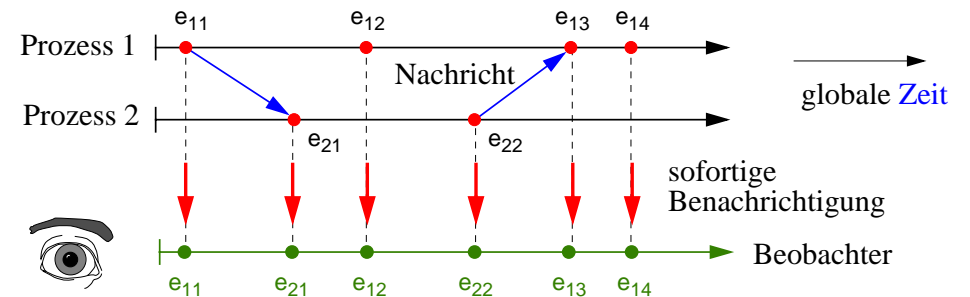 e11 e12 e13 e14
Prozess 1
Nachricht
globale Zeit
Prozess 2
e21 e22
sofortige
Benachrichtigung
Beobachter
e11 e21 e12 e22 e13 e14